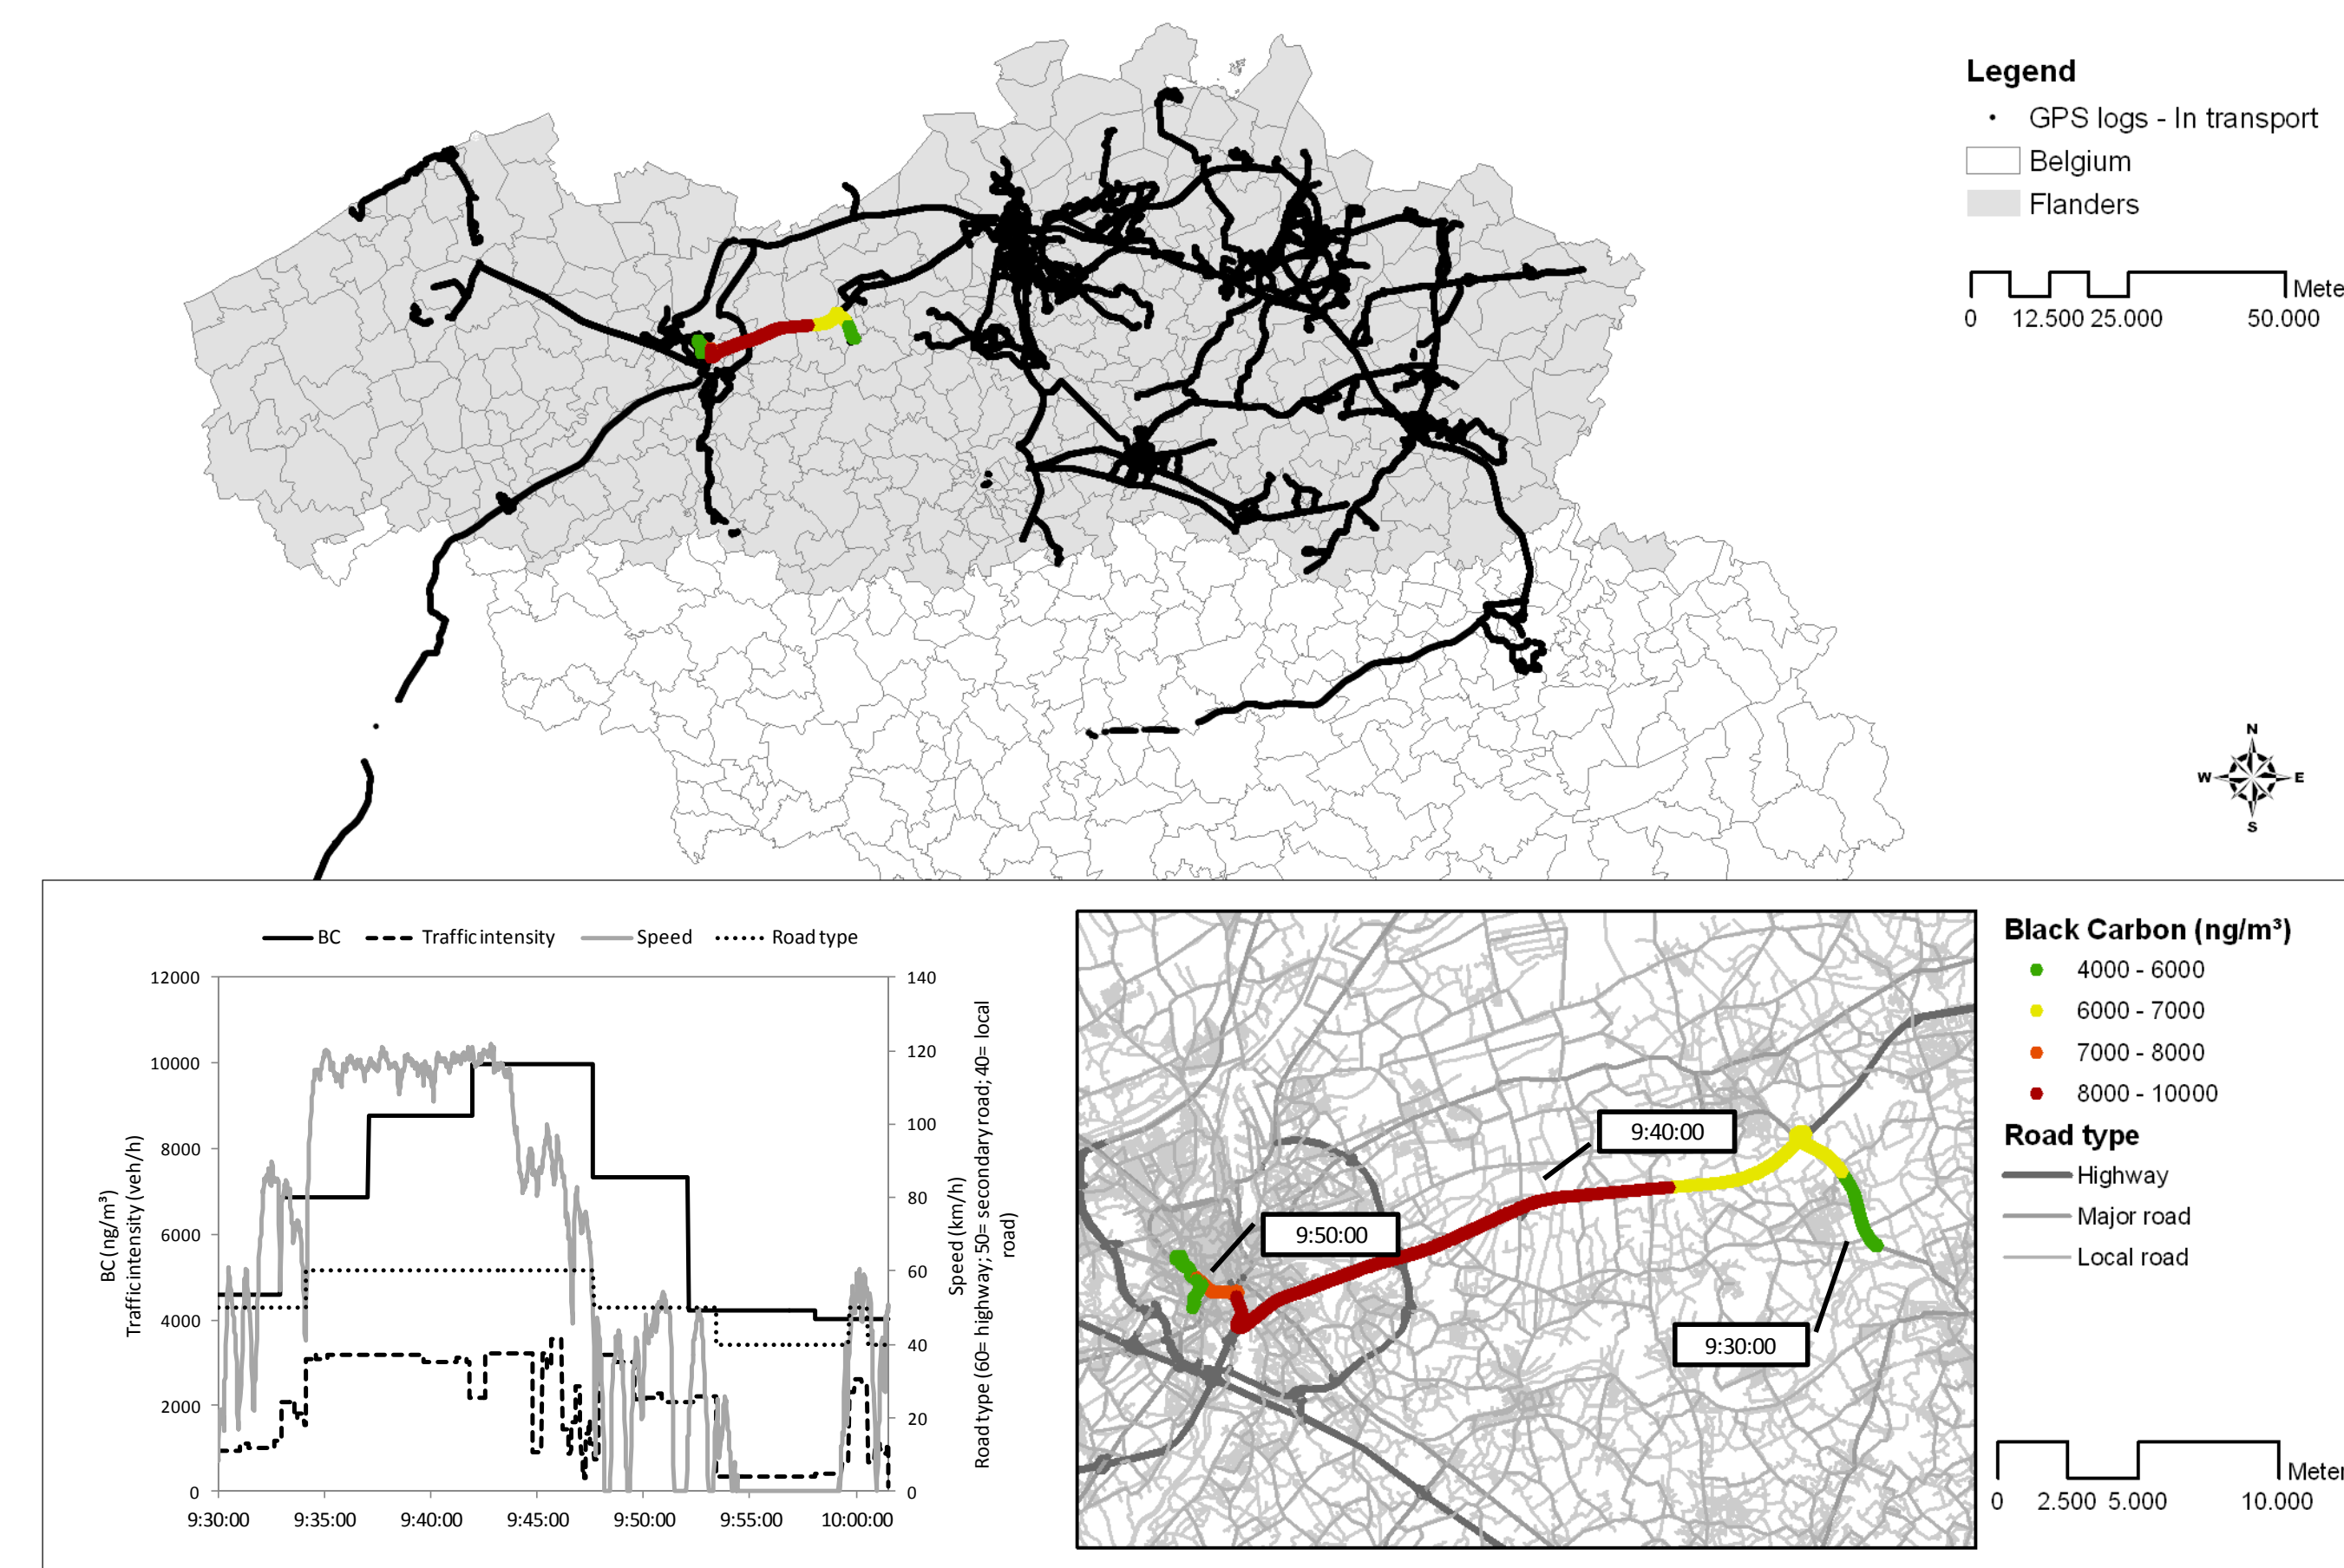 Legend
GPS logs - In transport
Belgium
Flanders
Mete
0 12.500 25.000 50.000
N
W E
S
BC Traffic intensity Speed Road type
12000
10000
8000
6000
4000
2000
0
BC (ng/m³)
Traffic intensity (veh/h)
140
120
100
80
60
40
20
0
Speed (km/h)
Road type (60= highway; 50= secondary road; 40= local
road)
9:30:00 9:35:00 9:40:00 9:45:00 9:50:00 9:55:00 10:00:00
9:40:00
9:50:00
9:30:00
Black Carbon (ng/m³)
4000 - 6000
6000 - 7000
7000 - 8000
8000 - 10000
Road type
Highway
Major road
Local road
Meter
0 2.500 5.000 10.000